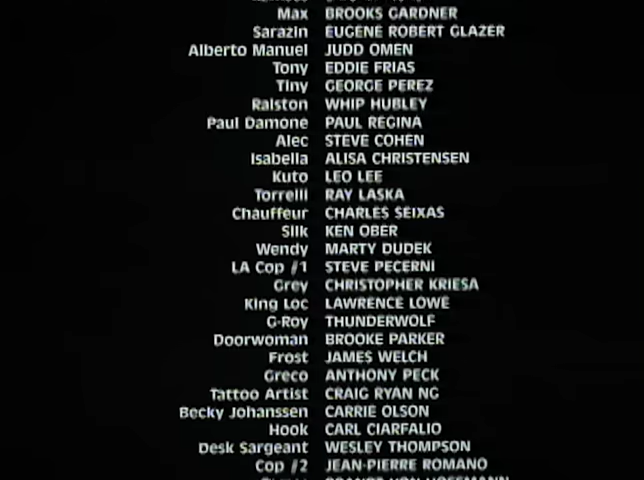 Max BROOKS GARDNER
Sarazin EUGENE ROBERT GLAZER
Alberto Manuel JUDD OMEN
Tony EDDIE FRIAS
Tiny GEORGE PEREZ
Ralston WHIP HUBLEY
Paul Damone PAUL REGINA
Alec STEVE COHEN
Isabella ALISA CHRISTENSEN
Kuto LEO LEE
Torrelli RAY LASKA
Chauffeur CHARLES SEIXAS
Silk KEN OBER
Wendy MARTY DUDEK
LA Cop #1 STEVE PECERNI
Grey CHRISTOPHER KRIESA
King Loc LAWRENCE LOWE
G-Roy THUNDERWOLF
Doorwoman BROOKE PARKER
Frost JAMES WELCH
Greco ANTHONY PECK
Tattoo Artist CRAIG RYAN NG
Becky Johanssen CARRIE OLSON
Hook CARL CIARFALIO
Desk Sargeant WESLEY THOMPSON
Cop #2 JEAN-PIERRE ROMANO